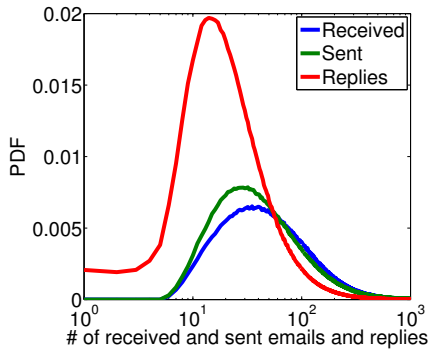 0.02
0.015
0.01
0.005
0
PDF
Received
Sent
Replies
10^0 10^1 10^2 10^3
# of received and sent emails and replies